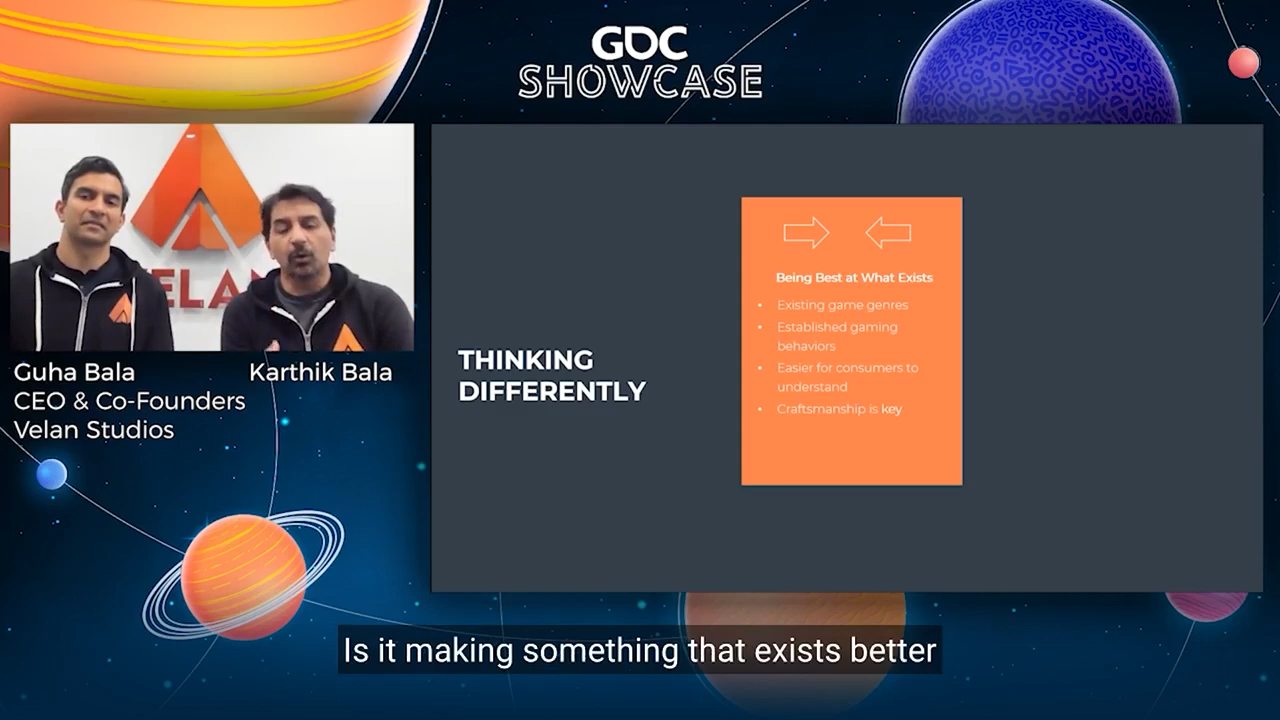 GDC
SHOWCASE
Guha Bala
Karthik Bala
CEO & Co-Founders
Velan Studios
THINKING
DIFFERENTLY
Being Best at What Exists
• Existing game genres
• Established gaming
behaviors
• Easier for consumers to
understand
• Craftsmanship is key
Is it making something that exists better